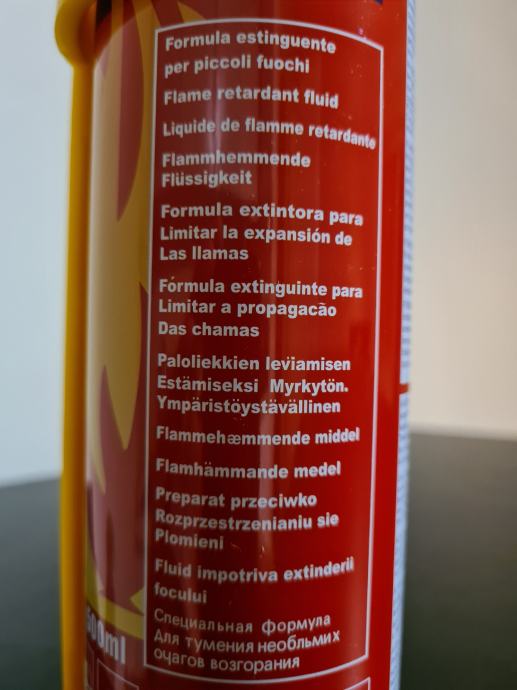 Formula estinguente
per piccoli fuochi
Flame retardant fluid
Liquide de flamme retardante
Flammhemmende
Flüssigkeit
Formula extintora para
Limitar la expansión de
Las llamas
Fórmula extinguinte para
Limitar a propagacão
Das chamas
Paloliekkien leviamisen
Estämiseksi Myrkytön.
Ympäristöystävällinen
Flammehæmmende middel
Flamhämmande medel
Preparat przeciwko
Rozprzestrzenianiu sie
Plomieni
Fluid impotriva extinderii
focului
Специальная формула
Для тумения необльмих
очагов возгорания
500ml